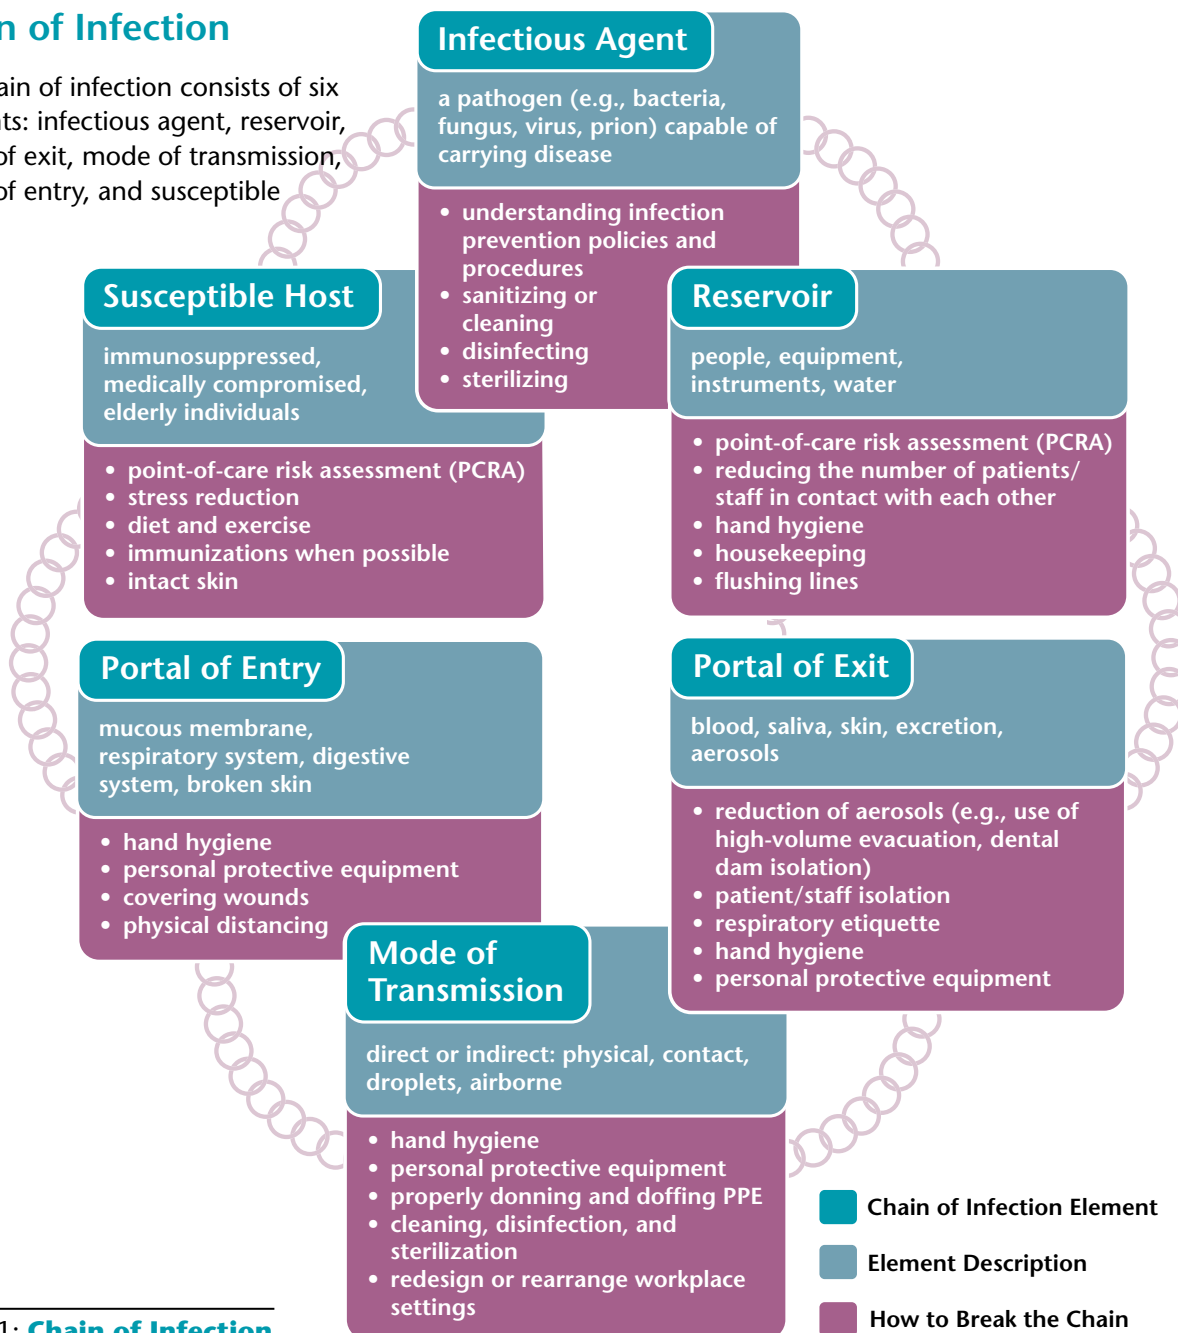 n of Infection
ain of infection consists of six
ts: infectious agent, reservoir,
of exit, mode of transmission,
of entry, and susceptible
Infectious Agent
a pathogen (e.g., bacteria,
fungus, virus, prion) capable of
carrying disease
• understanding infection
prevention policies and
procedures
• sanitizing or
cleaning
• disinfecting
• sterilizing
Susceptible Host
immunosuppressed,
medically compromised,
elderly individuals
• point-of-care risk assessment (PCRA)
• stress reduction
• diet and exercise
• immunizations when possible
• intact skin
Reservoir
people, equipment,
instruments, water
• point-of-care risk assessment (PCRA)
• reducing the number of patients/
staff in contact with each other
• hand hygiene
• housekeeping
• flushing lines
Portal of Entry
mucous membrane,
respiratory system, digestive
system, broken skin
• hand hygiene
• personal protective equipment
• covering wounds
• physical distancing
Portal of Exit
blood, saliva, skin, excretion,
aerosols
• reduction of aerosols (e.g., use of
high-volume evacuation, dental
dam isolation)
• patient/staff isolation
• respiratory etiquette
• hand hygiene
• personal protective equipment
Mode of
Transmission
direct or indirect: physical, contact,
droplets, airborne
• hand hygiene
• personal protective equipment
• properly donning and doffing PPE
• cleaning, disinfection, and
sterilization
• redesign or rearrange workplace
settings
Chain of Infection Element
Element Description
How to Break the Chain
1: Chain of Infection